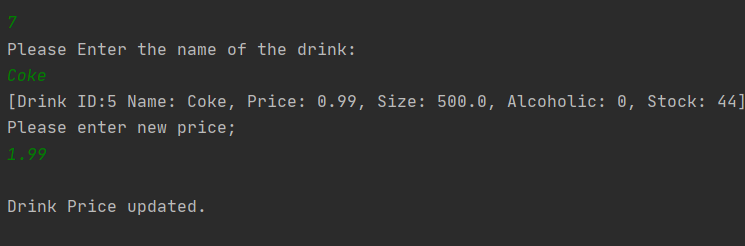 7
Please Enter the name of the drink:
Coke
[Drink ID:5 Name: Coke, Price: 0.99, Size: 500.0, Alcoholic: 0, Stock: 44]
Please enter new price;
1.99
Drink Price updated.